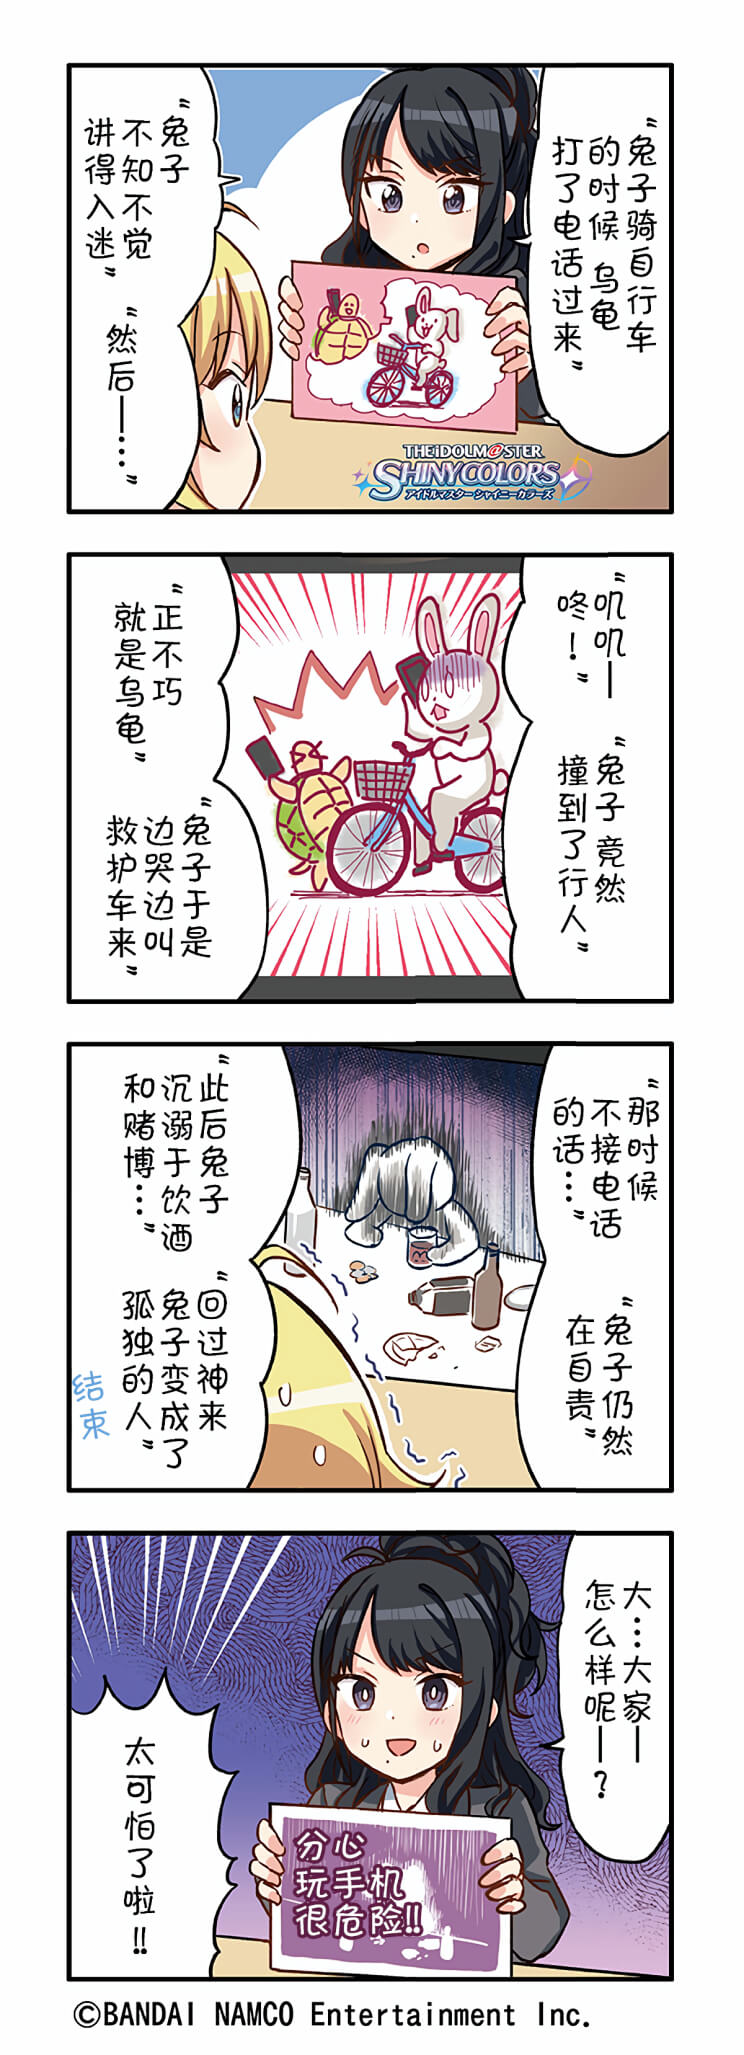 “兔子骑自行车
的时候 乌龟
打了电话过来”
“兔子
不知不觉
讲得入迷”
“然后—…”
THE iDOLM@STER
SHINY COLORS
アイドルマスターシャイニーカラーズ
“叽叽—
咚！”
“兔子 竟然
撞到了行人”
“正不巧
就是乌龟”
“兔子于是
边哭边叫
救护车来”
“那时候
不接电话
的话…”
“兔子仍然
在自责”
“此后兔子
沉溺于饮酒
和赌博…”
“回过神来
兔子变成了
孤独的人”
结束
大…大家—
怎么样呢—？
分心
玩手机
很危险!!
太可怕了啦!!
©BANDAI NAMCO Entertainment Inc.